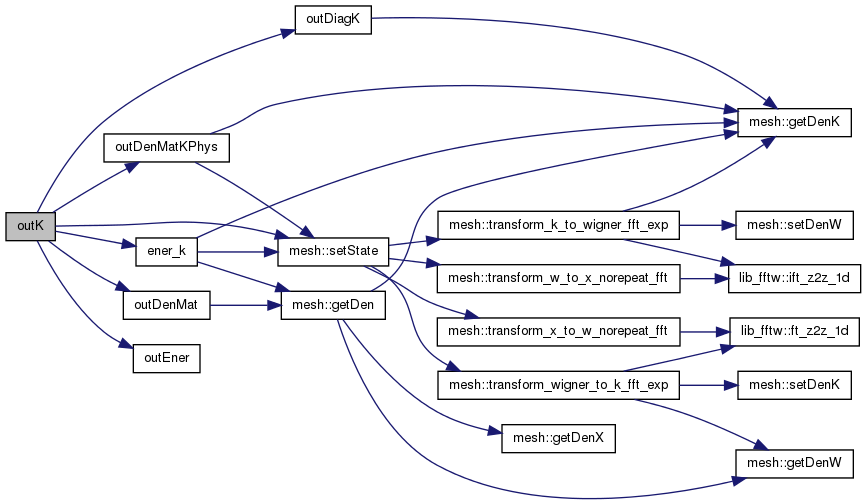 outDiagK
mesh::getDenK
outDenMatKPhys
outK
mesh::transform_k_to_wigner_fft_exp
mesh::setDenW
ener_k
mesh::setState
mesh::transform_w_to_x_norepeat_fft
lib_fftw::ift_z2z_1d
outDenMat
mesh::getDen
mesh::transform_x_to_w_norepeat_fft
lib_fftw::ft_z2z_1d
outEner
mesh::transform_wigner_to_k_fft_exp
mesh::setDenK
mesh::getDenX
mesh::getDenW